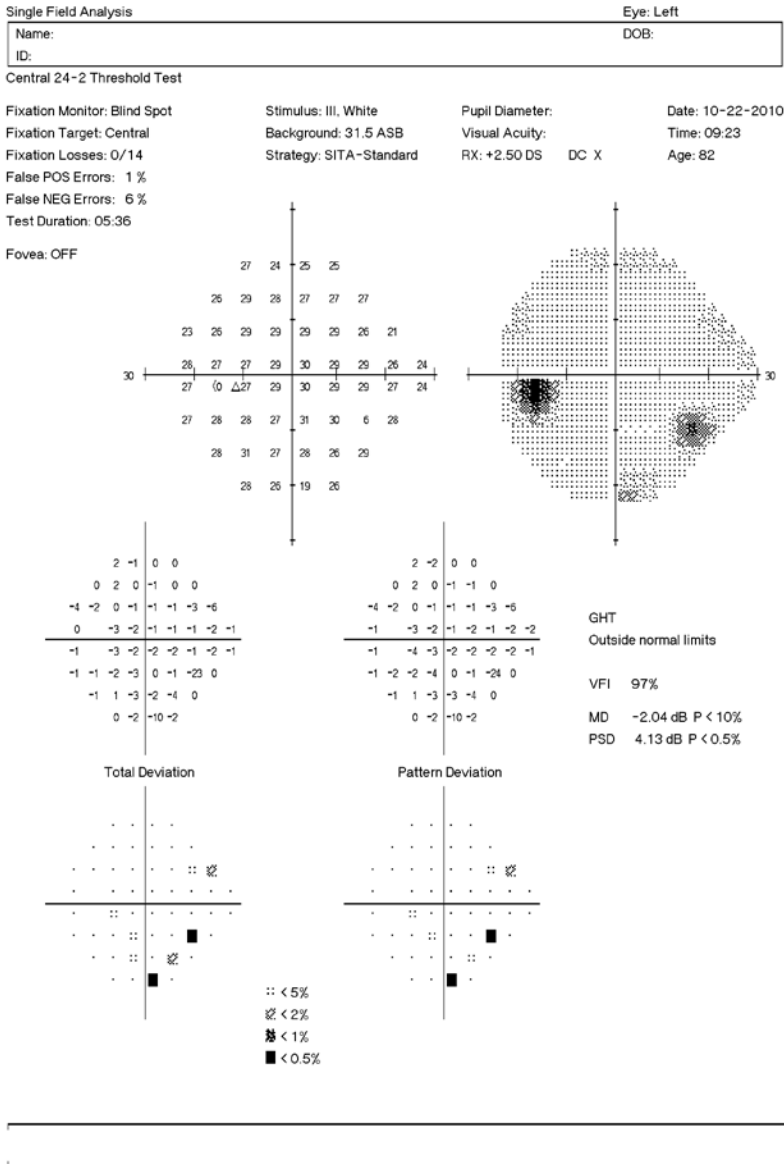 Single Field Analysis Eye: Left
Name: DOB:
ID:
Central 24-2 Threshold Test
Fixation Monitor: Blind Spot Stimulus: III, White Pupil Diameter: Date: 10-22-2010
Fixation Target: Central Background: 31.5 ASB Visual Acuity: Time: 09:23
Fixation Losses: 0/14 Strategy: SITA-Standard RX: +2.50 DS DC X Age: 82
False POS Errors: 1 %
False NEG Errors: 6 %
Test Duration: 05:36
Fovea: OFF
27 24 25 25
26 29 28 27 27 27
23 26 29 29 29 29 26 21
28 27 27 29 30 29 29 26 24
30 30
27 (0 27 29 30 29 29 27 24
27 28 28 27 31 30 6 28
28 31 27 28 26 29
28 26 19 26
2 -1 0 0 2 -2 0 0
0 2 0 -1 0 0 0 2 0 -1 -1 0
-4 -2 0 -1 -1 -1 -3 -6 -4 -2 0 -1 -1 -1 -3 -6
0 -3 -2 -1 -1 -1 -2 -1 -1 -3 -2 -1 -2 -1 -2 -2
-1 -3 -2 -2 -2 -1 -2 -1 -1 -4 -3 -2 -2 -2 -2 -1
-1 -1 -2 -3 0 -1 -23 0 -1 -2 -2 -4 0 -1 -24 0
-1 1 -3 -2 -4 0 -1 1 -3 -3 -4 0
0 -2 -10 -2 0 -2 -10 -2
GHT
Outside normal limits
VFI 97%
MD -2.04 dB P < 10%
PSD 4.13 dB P < 0.5%
Total Deviation Pattern Deviation
< 5%
< 2%
< 1%
< 0.5%